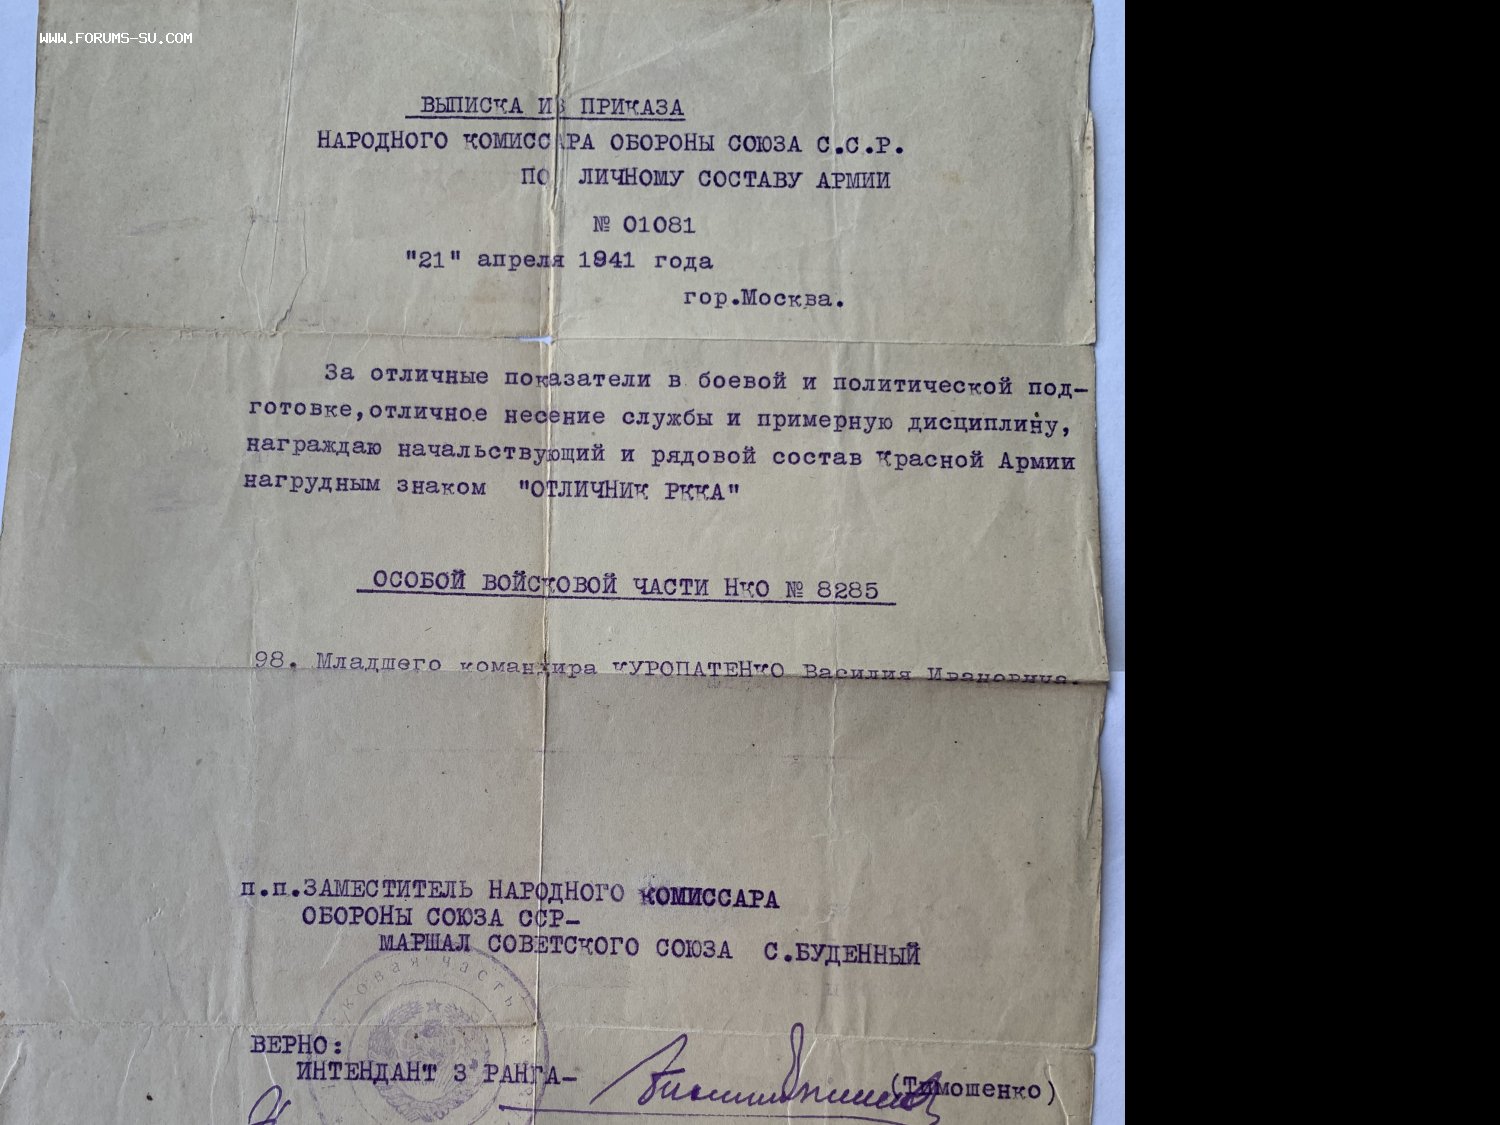 WWW.FORUMS-SU.COM
ВЫПИСКА ИЗ ПРИКАЗА
НАРОДНОГО КОМИССАРА ОБОРОНЫ СОЮЗА С.С.Р.
ПО ЛИЧНОМУ СОСТАВУ АРМИИ
№ 01081
"21" апреля 1941 года
гор.Москва.
За отличные показатели в боевой и политической под-
готовке,отличное несение службы и примерную дисциплину,
награждаю начальствующий и рядовой состав Красной Армии
нагрудным знаком "ОТЛИЧНИК РККА"
ОСОБОЙ ВОЙСКОВОЙ ЧАСТИ НКО № 8285
98. Младшего командира КУРОПАТЕНКО Василия Ивановича.
п.п.ЗАМЕСТИТЕЛЬ НАРОДНОГО КОМИССАРА
ОБОРОНЫ СОЮЗА ССР-
МАРШАЛ СОВЕТСКОГО СОЮЗА С.БУДЕННЫЙ
часть
ВЕРНО:
ИНТЕНДАНТ 3 РАНГА-
(Тимошенко)